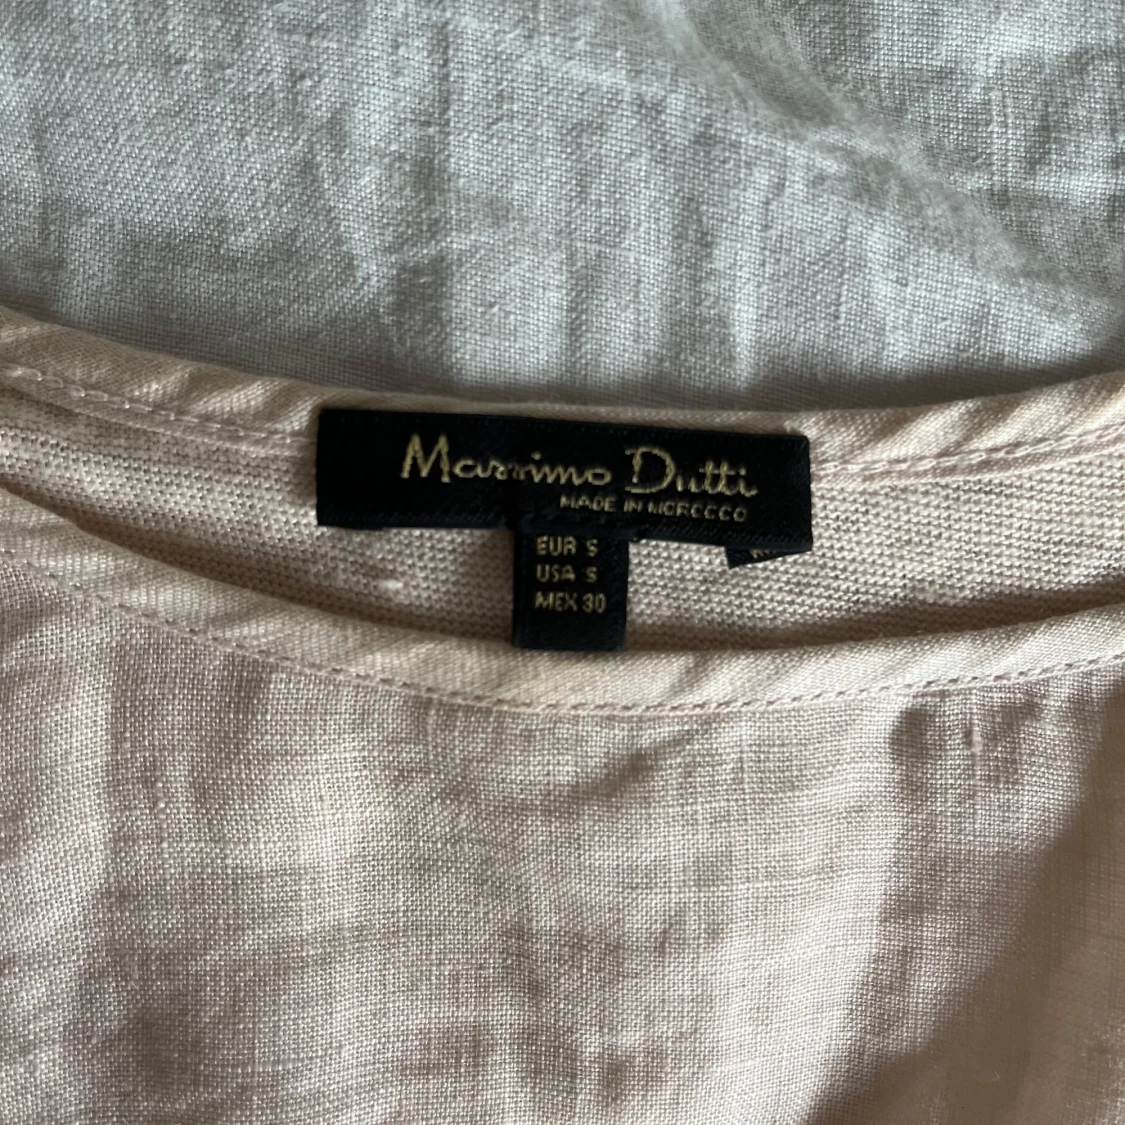 Massimo Dutti
MADE IN MOROCCO
EUR S
USA S
MEX 30